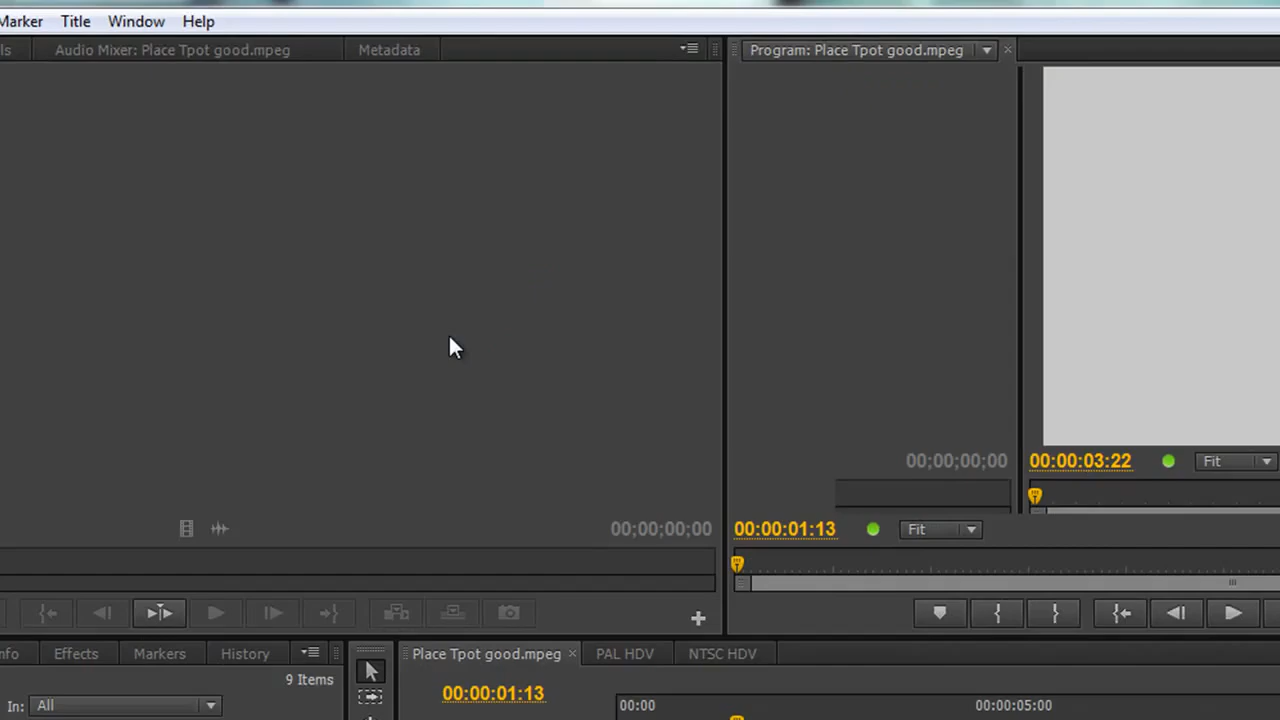 Marker Title Window Help
ls Audio Mixer: Place Tpot good.mpeg Metadata
Program: Place Tpot good.mpeg
00;00;00;00
00:00:03:22 Fit
00;00;00;00
00:00:01:13 Fit
nfo Effects Markers History
Place Tpot good.mpeg PAL HDV NTSC HDV
9 Items
00:00:01:13
In: All
00:00 00:00:05:00